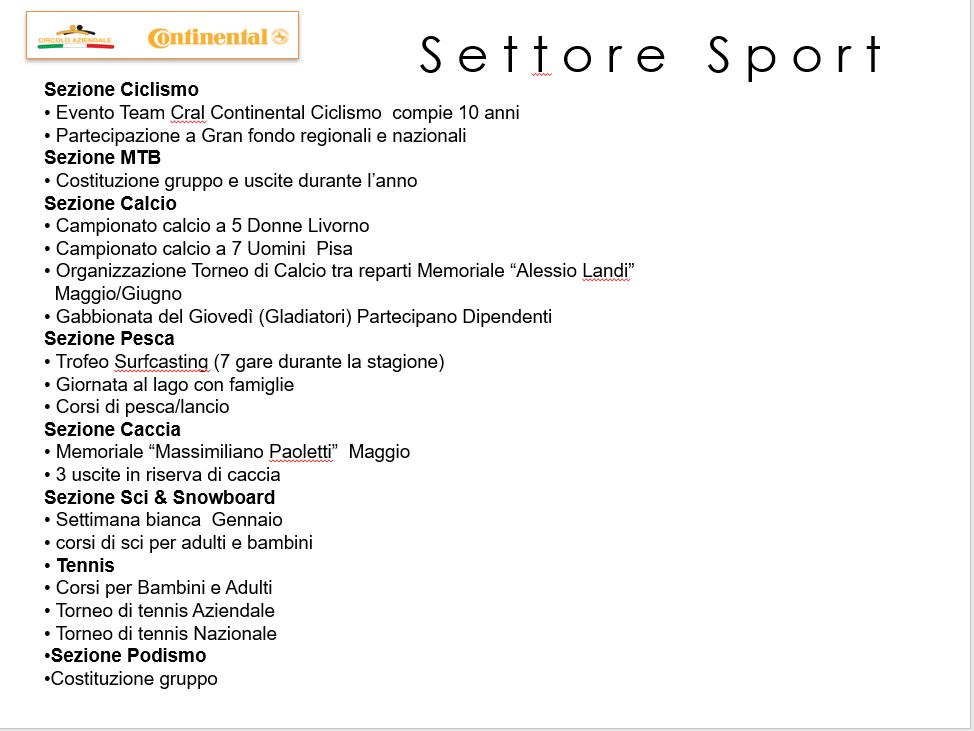 CIRCOLO AZIENDALE
Continental
Settore Sport
Sezione Ciclismo
• Evento Team Cral Continental Ciclismo  compie 10 anni
• Partecipazione a Gran fondo regionali e nazionali
Sezione MTB
• Costituzione gruppo e uscite durante l’anno
Sezione Calcio
• Campionato calcio a 5 Donne Livorno
• Campionato calcio a 7 Uomini  Pisa
• Organizzazione Torneo di Calcio tra reparti Memoriale “Alessio Landi”
Maggio/Giugno
• Gabbionata del Giovedì (Gladiatori) Partecipano Dipendenti
Sezione Pesca
• Trofeo Surfcasting (7 gare durante la stagione)
• Giornata al lago con famiglie
• Corsi di pesca/lancio
Sezione Caccia
• Memoriale “Massimiliano Paoletti”  Maggio
• 3 uscite in riserva di caccia
Sezione Sci & Snowboard
• Settimana bianca  Gennaio
• corsi di sci per adulti e bambini
• Tennis
• Corsi per Bambini e Adulti
• Torneo di tennis Aziendale
• Torneo di tennis Nazionale
•Sezione Podismo
•Costituzione gruppo